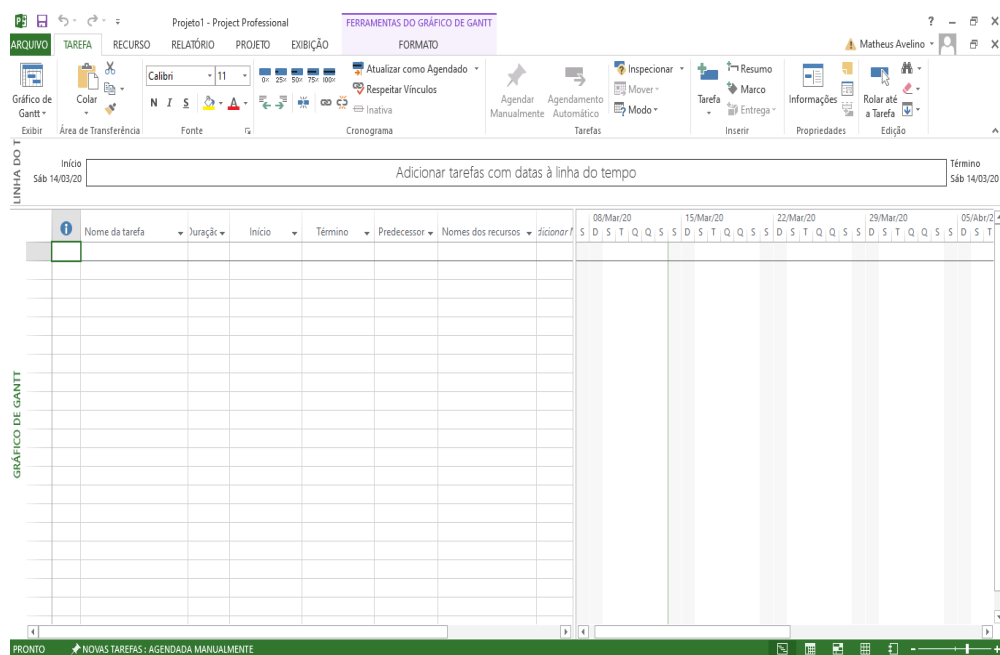 Projeto1 - Project Professional
FERRAMENTAS DO GRÁFICO DE GANTT
ARQUIVO TAREFA RECURSO RELATÓRIO PROJETO EXIBIÇÃO FORMATO Matheus Avelino
Gráfico de Gantt
Exibir
Colar
Área de Transferência
Calibri 11
N I S
Fonte
0× 25× 50× 75× 100×
Atualizar como Agendado
Respeitar Vínculos
Inativa
Cronograma
Agendar Manualmente
Agendamento Automático
Inspecionar
Mover
Modo
Tarefas
Tarefa
Resumo
Marco
Entrega
Inserir
Informações
Propriedades
Rolar até a Tarefa
Edição
LINHA DO T
Início
Sáb 14/03/20
Adicionar tarefas com datas à linha do tempo
Término
Sáb 14/03/20
Nome da tarefa Duraçã Início Término Predecessor Nomes dos recursos dicionar
08/Mar/20 15/Mar/20 22/Mar/20 29/Mar/20 05/Abr/2
S D S T Q Q S S D S T Q Q S S D S T Q Q S S D S T Q Q S S D S T
GRÁFICO DE GANTT
PRONTO NOVAS TAREFAS : AGENDADA MANUALMENTE